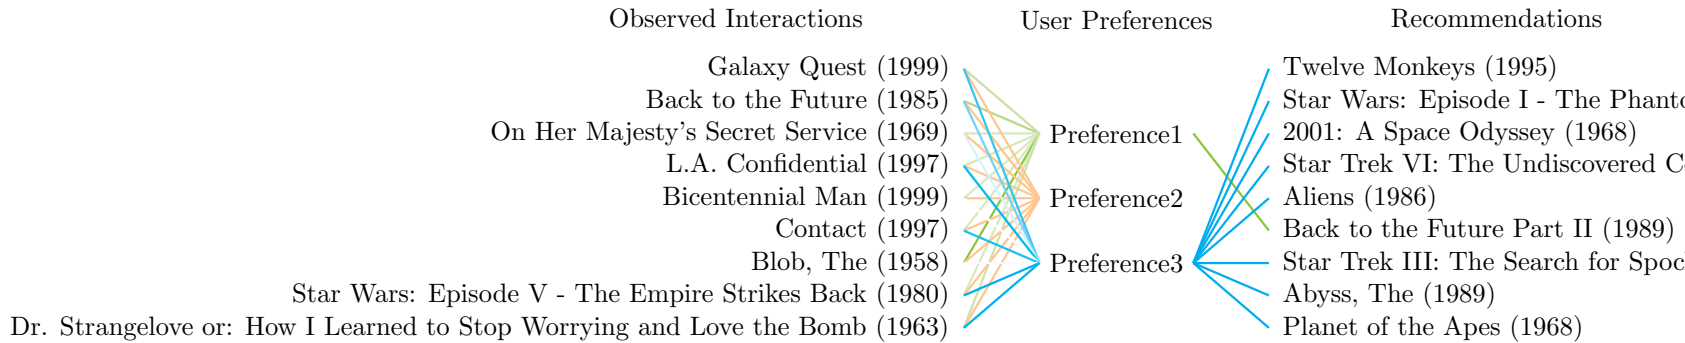 Observed Interactions User Preferences Recommendations
Galaxy Quest (1999) Twelve Monkeys (1995)
Back to the Future (1985) Star Wars: Episode I - The
On Her Majesty's Secret Service (1969) Preference1 2001: A Space Odyssey (1968)
L.A. Confidential (1997) Star Trek VI: The Undiscovered
Bicentennial Man (1999) Preference2 Aliens (1986)
Contact (1997) Back to the Future Part II (1989)
Blob, The (1958) Preference3 Star Trek III: The Search for
Star Wars: Episode V - The Empire Strikes Back (1980) Abyss, The (1989)
Dr. Strangelove or: How I Learned to Stop Worrying and Love the Bomb (1963) Planet of the Apes (1968)